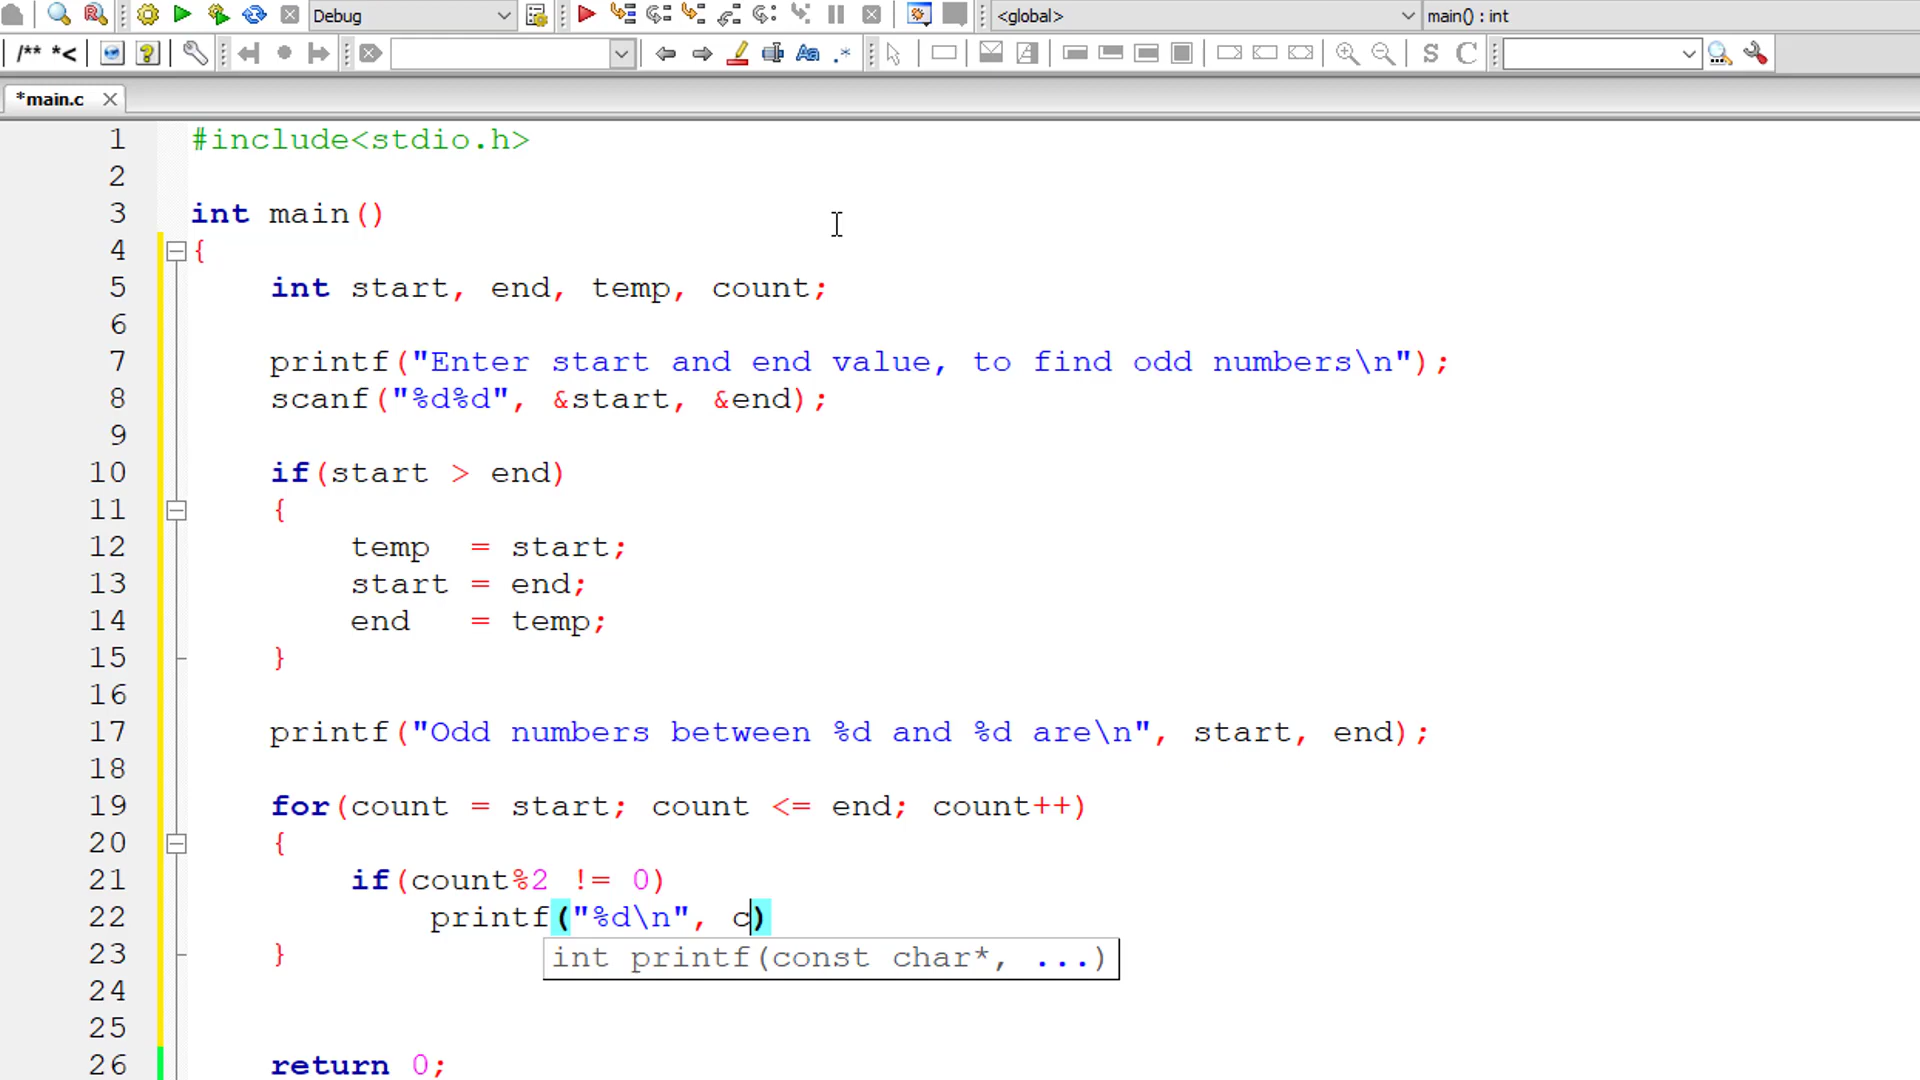 Debug <global> main() : int
/** *<
*main.c
1 #include<stdio.h>
2
3 int main()
4 {
5 int start, end, temp, count;
6
7 printf("Enter start and end value, to find odd numbers\n");
8 scanf("%d%d", &start, &end);
9
10 if(start > end)
11 {
12 temp  = start;
13 start = end;
14 end   = temp;
15 }
16
17 printf("Odd numbers between %d and %d are\n", start, end);
18
19 for(count = start; count <= end; count++)
20 {
21 if(count%2 != 0)
22 printf("%d\n", c)
23 }
int printf(const char*, ...)
24
25
26 return 0;